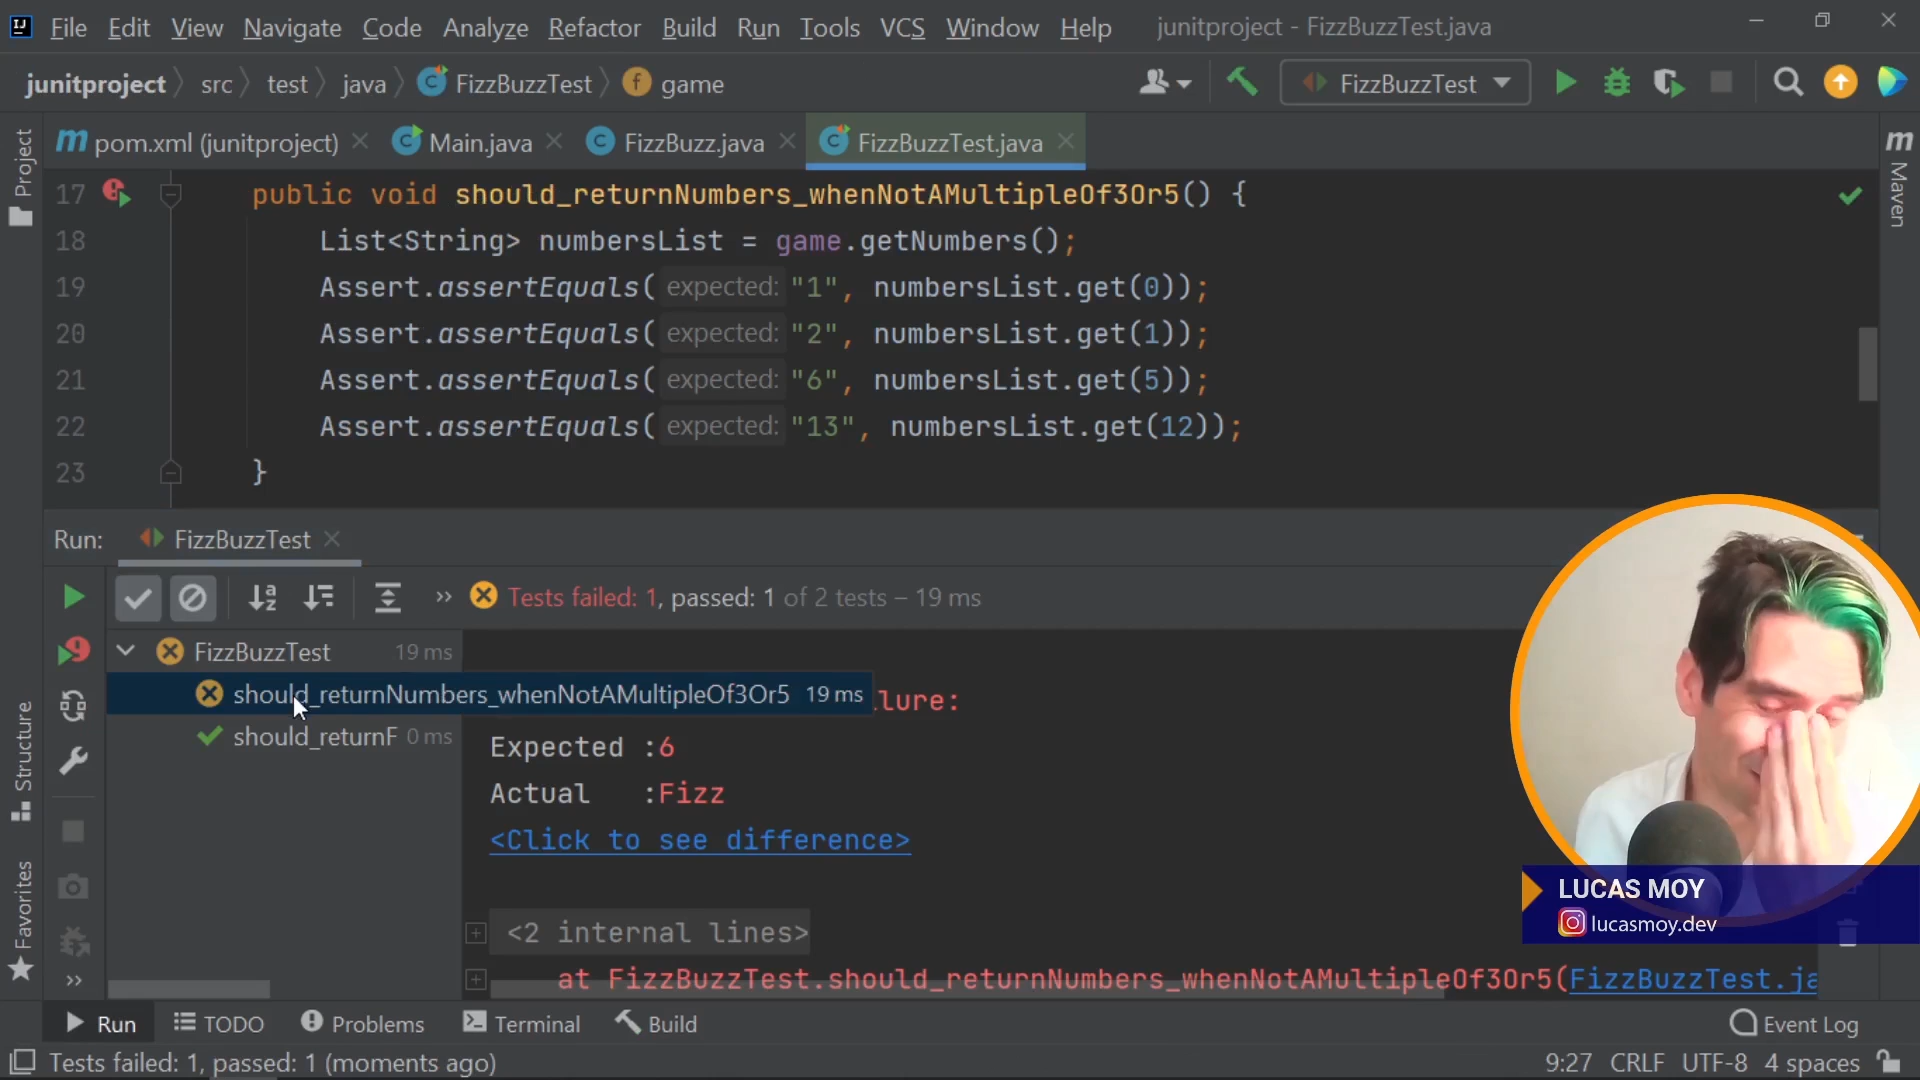 File Edit View Navigate Code Analyze Refactor Build Run Tools VCS Window Help junitproject - FizzBuzzTest.java
junitproject src test java FizzBuzzTest game FizzBuzzTest
pom.xml (junitproject) Main.java FizzBuzz.java FizzBuzzTest.java
Project
Maven
17 public void should_returnNumbers_whenNotAMultipleOf3Or5() {
18 List<String> numbersList = game.getNumbers();
19 Assert.assertEquals( expected: "1", numbersList.get(0));
20 Assert.assertEquals( expected: "2", numbersList.get(1));
21 Assert.assertEquals( expected: "6", numbersList.get(5));
22 Assert.assertEquals( expected: "13", numbersList.get(12));
23 }
Run: FizzBuzzTest
Tests failed: 1, passed: 1 of 2 tests – 19 ms
FizzBuzzTest 19 ms
should_returnNumbers_whenNotAMultipleOf3Or5 19 ms lure:
should_returnF 0 ms
Expected :6
Actual :Fizz
<Click to see difference>
<2 internal lines>
at FizzBuzzTest.should_returnNumbers_whenNotAMultipleOf3Or5(FizzBuzzTest.ja
Structure
Favorites
LUCAS MOY
lucasmoy.dev
Run TODO Problems Terminal Build Event Log
Tests failed: 1, passed: 1 (moments ago) 9:27 CRLF UTF-8 4 spaces